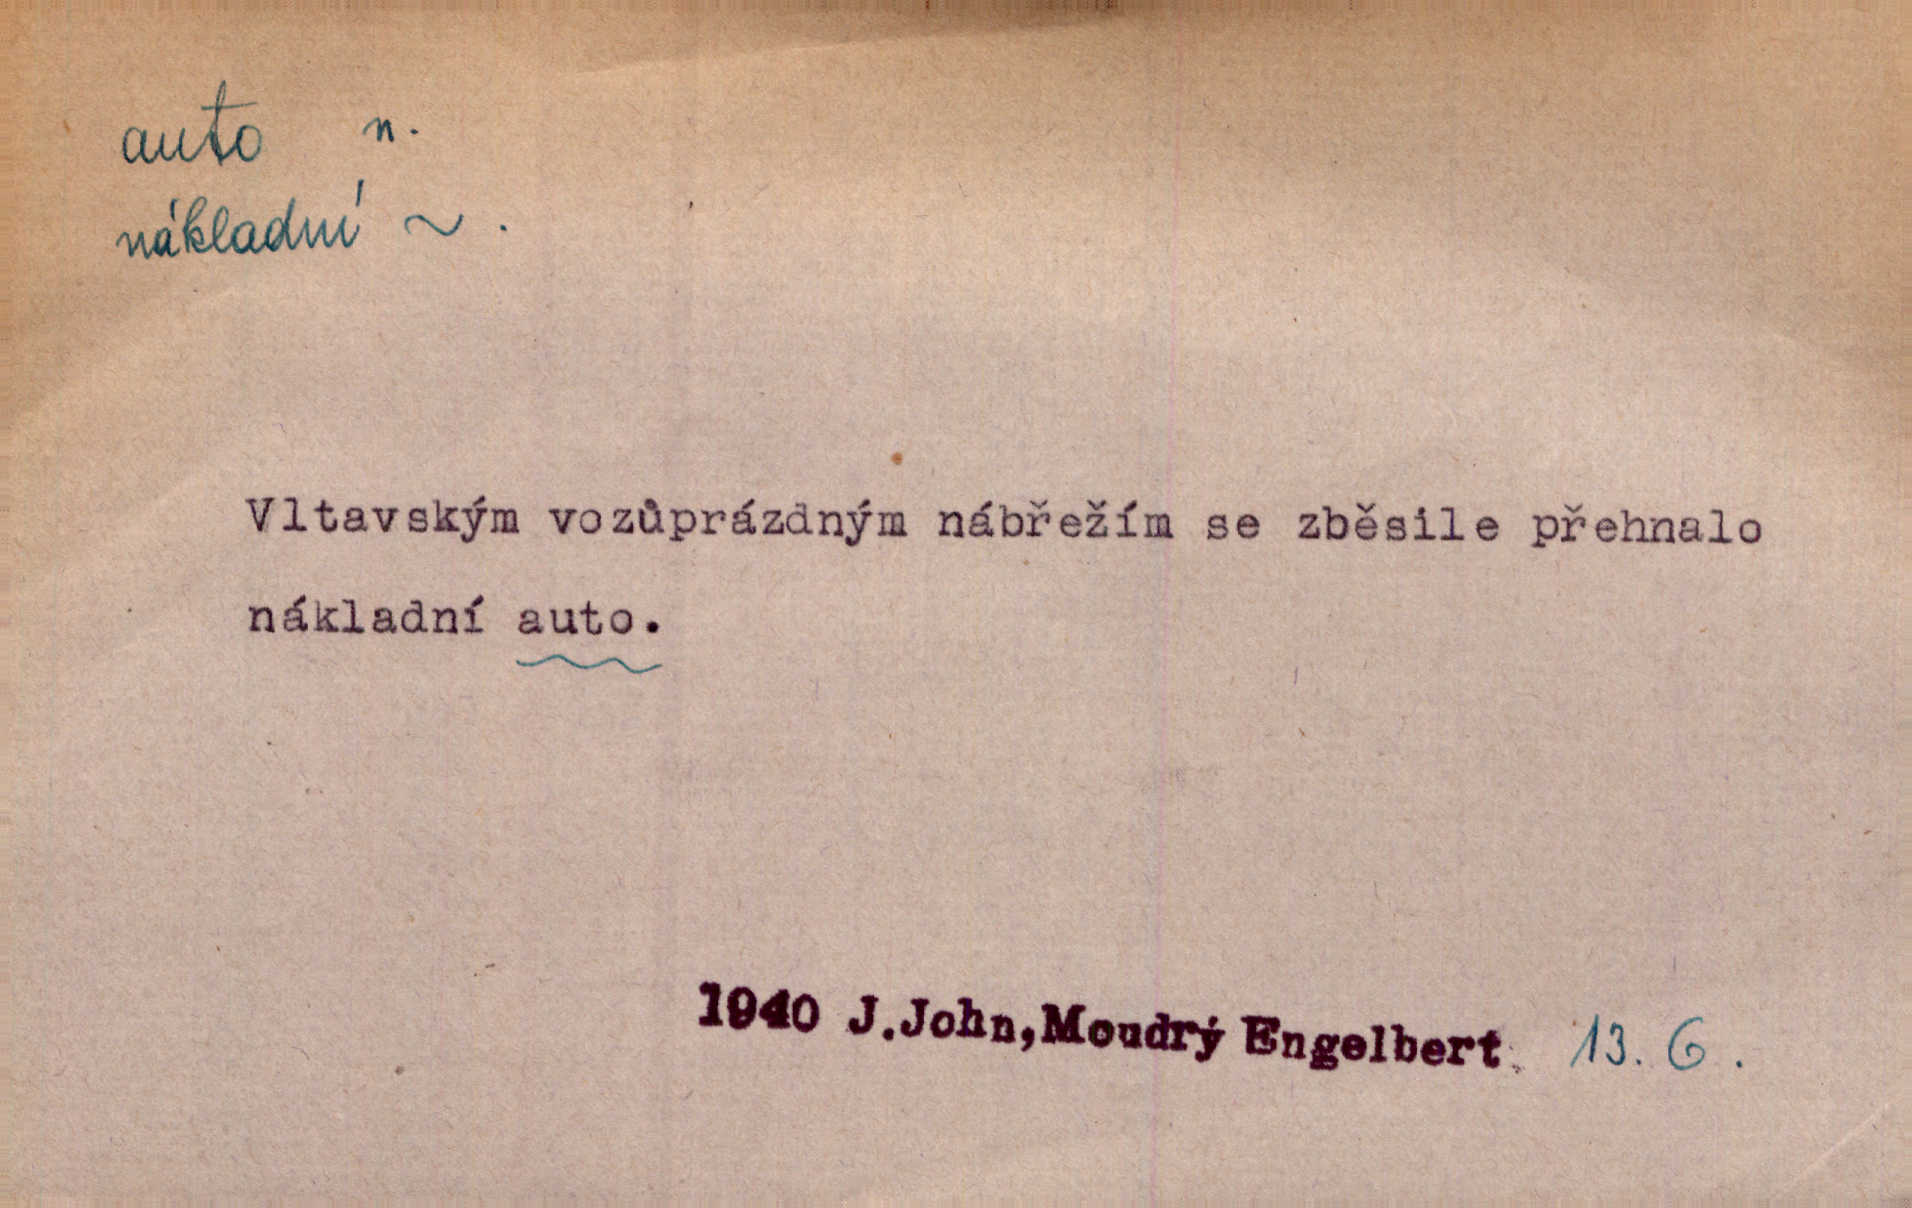 auto n.
nákladní ~ .
Vltavským vozůprázdným nábřežím se zběsile přehnalo
nákladní auto.
1940 J.John,Moudrý Engelbert 13. 6.